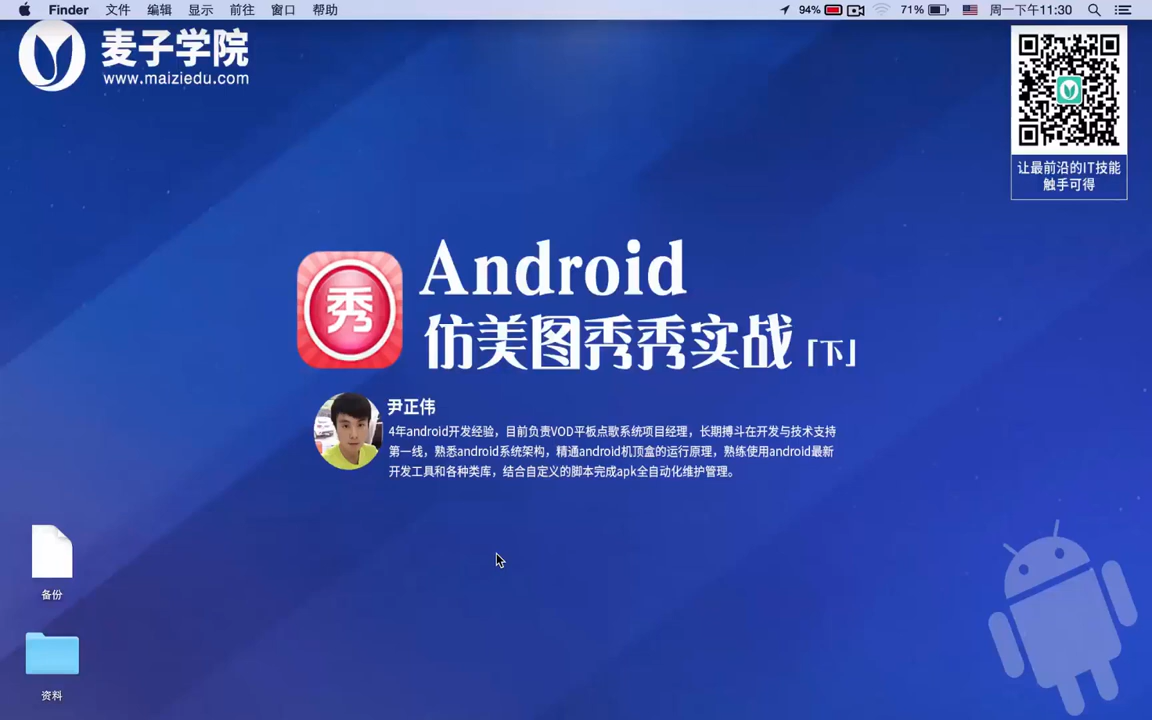 Finder 文件 编辑 显示 前往 窗口 帮助 94% 71% 周一下午11:30
麦子学院
www.maiziedu.com
让最前沿的IT技能
触手可得
秀
Android
仿美图秀秀实战「下」
尹正伟
4年android开发经验，目前负责VOD平板点歌系统项目经理，长期搏斗在开发与技术支持
第一线，熟悉android系统架构，精通android机顶盒的运行原理，熟练使用android最新
开发工具和各种类库，结合自定义的脚本完成apk全自动化维护管理。
备份
资料